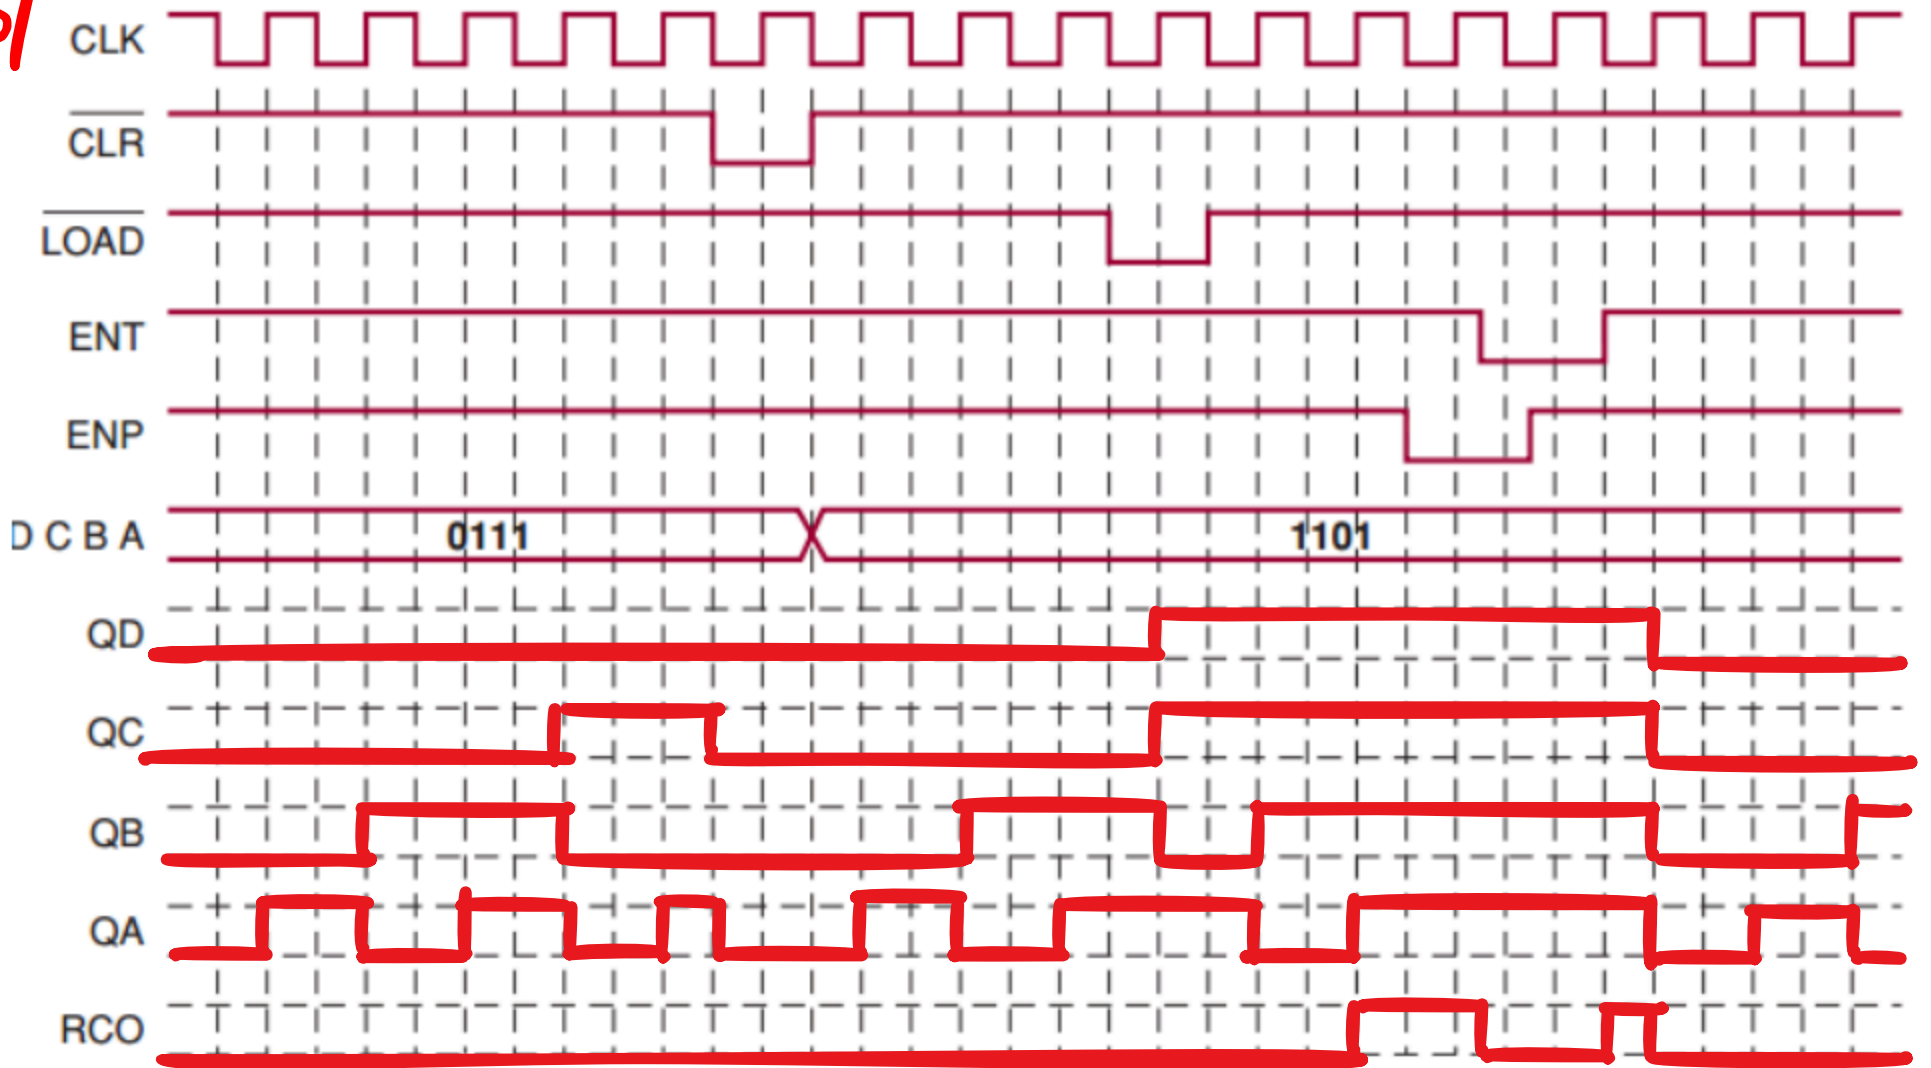 CLK
CLR
LOAD
ENT
ENP
D C B A 0111 1101
QD
QC
QB
QA
RCO